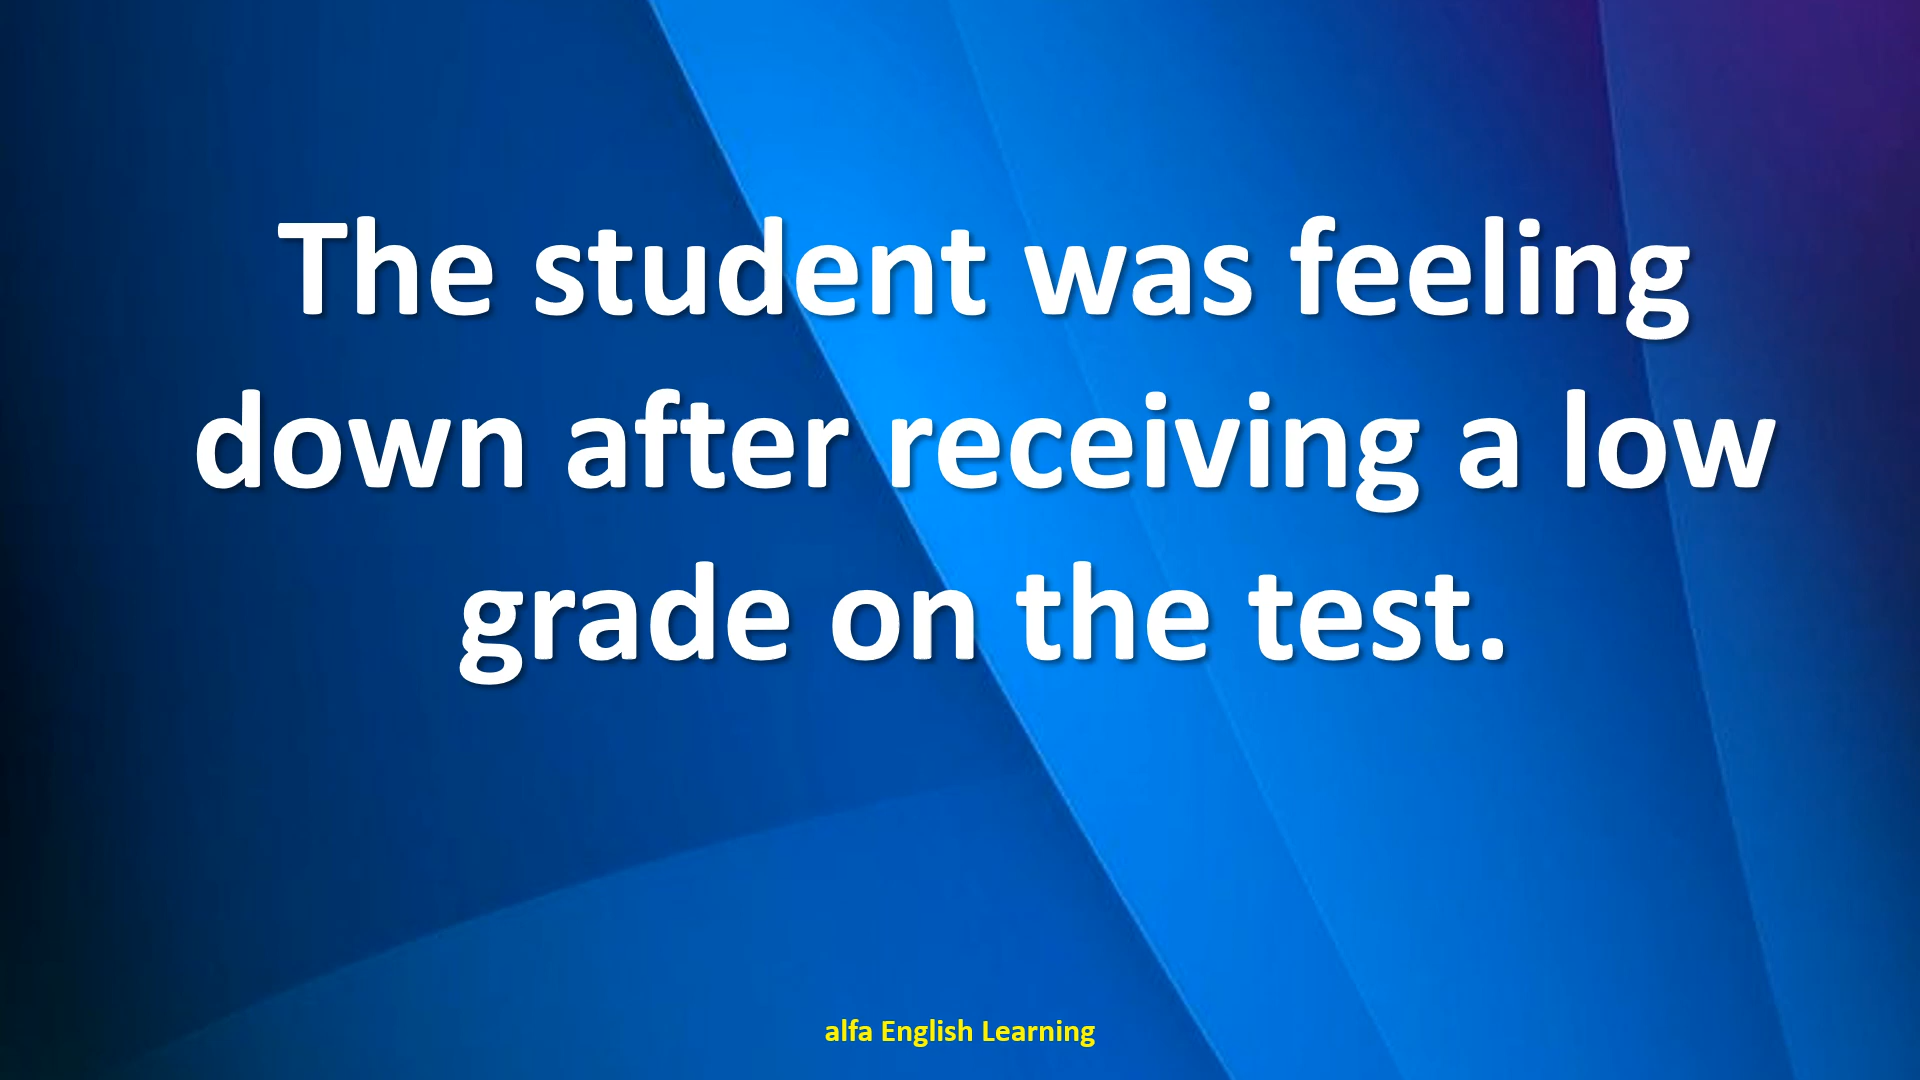 The student was feeling
down after receiving a low
grade on the test.
alfa English Learning